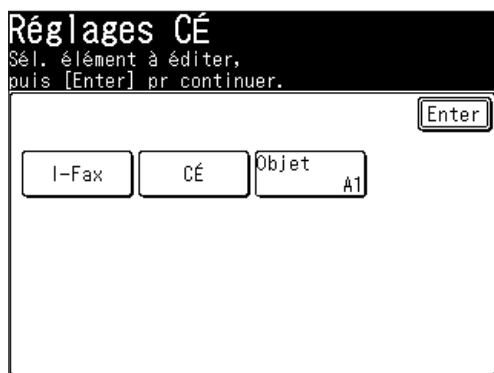 Réglages CÉ
Sél. élément à éditer,
puis [Enter] pr continuer.
Enter
I-Fax
CÉ
Objet
A1